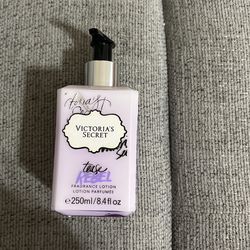 VICTORIA'S
SECRET
tease
REBEL
FRAGRANCE LOTION
LOTION PARFUMÉE
e250ml/8.4fl oz